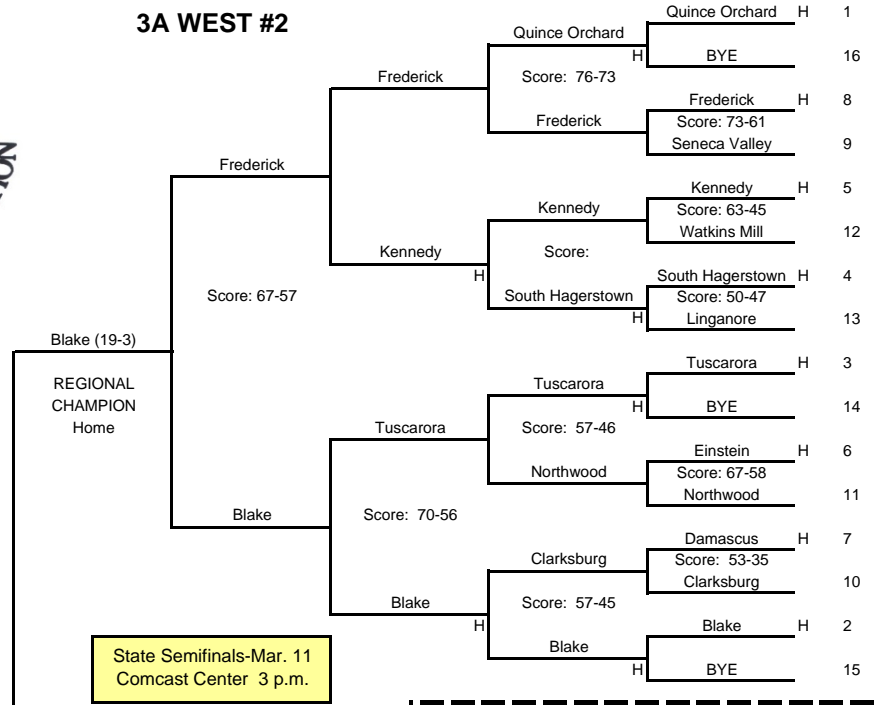 3A WEST #2
Quince Orchard H 1
Quince Orchard
H BYE 16
Frederick
Score: 76-73
Frederick H 8
Frederick
Score: 73-61
Seneca Valley 9
Frederick
Kennedy H 5
Kennedy
Score: 63-45
Watkins Mill 12
Kennedy
Score:
H
South Hagerstown H 4
Score: 67-57
South Hagerstown
Score: 50-47
H Linganore 13
Blake (19-3)
Tuscarora H 3
REGIONAL
CHAMPION
Home
Tuscarora
H BYE 14
Tuscarora
Score: 57-46
Einstein H 6
Northwood
Score: 67-58
Northwood 11
Blake
Score: 70-56
Damascus H 7
Clarksburg
Score: 53-35
Clarksburg 10
Blake
Score: 57-45
H
Blake H 2
Blake
H BYE 15
State Semifinals-Mar. 11
Comcast Center 3 p.m.